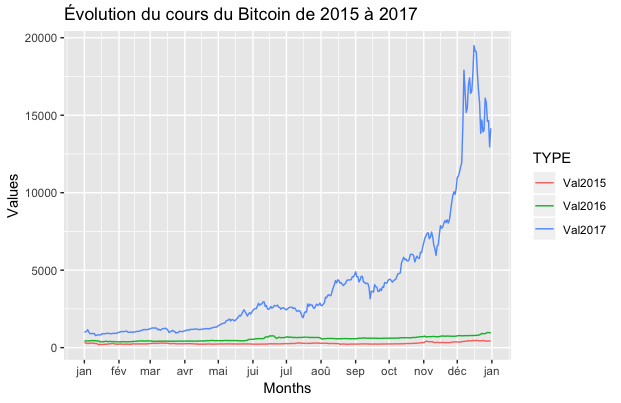 Évolution du cours du Bitcoin de 2015 à 2017
20000
15000
10000
5000
0
Values
jan fév mar avr mai jui jul aoû sep oct nov déc jan
Months
TYPE
Val2015
Val2016
Val2017